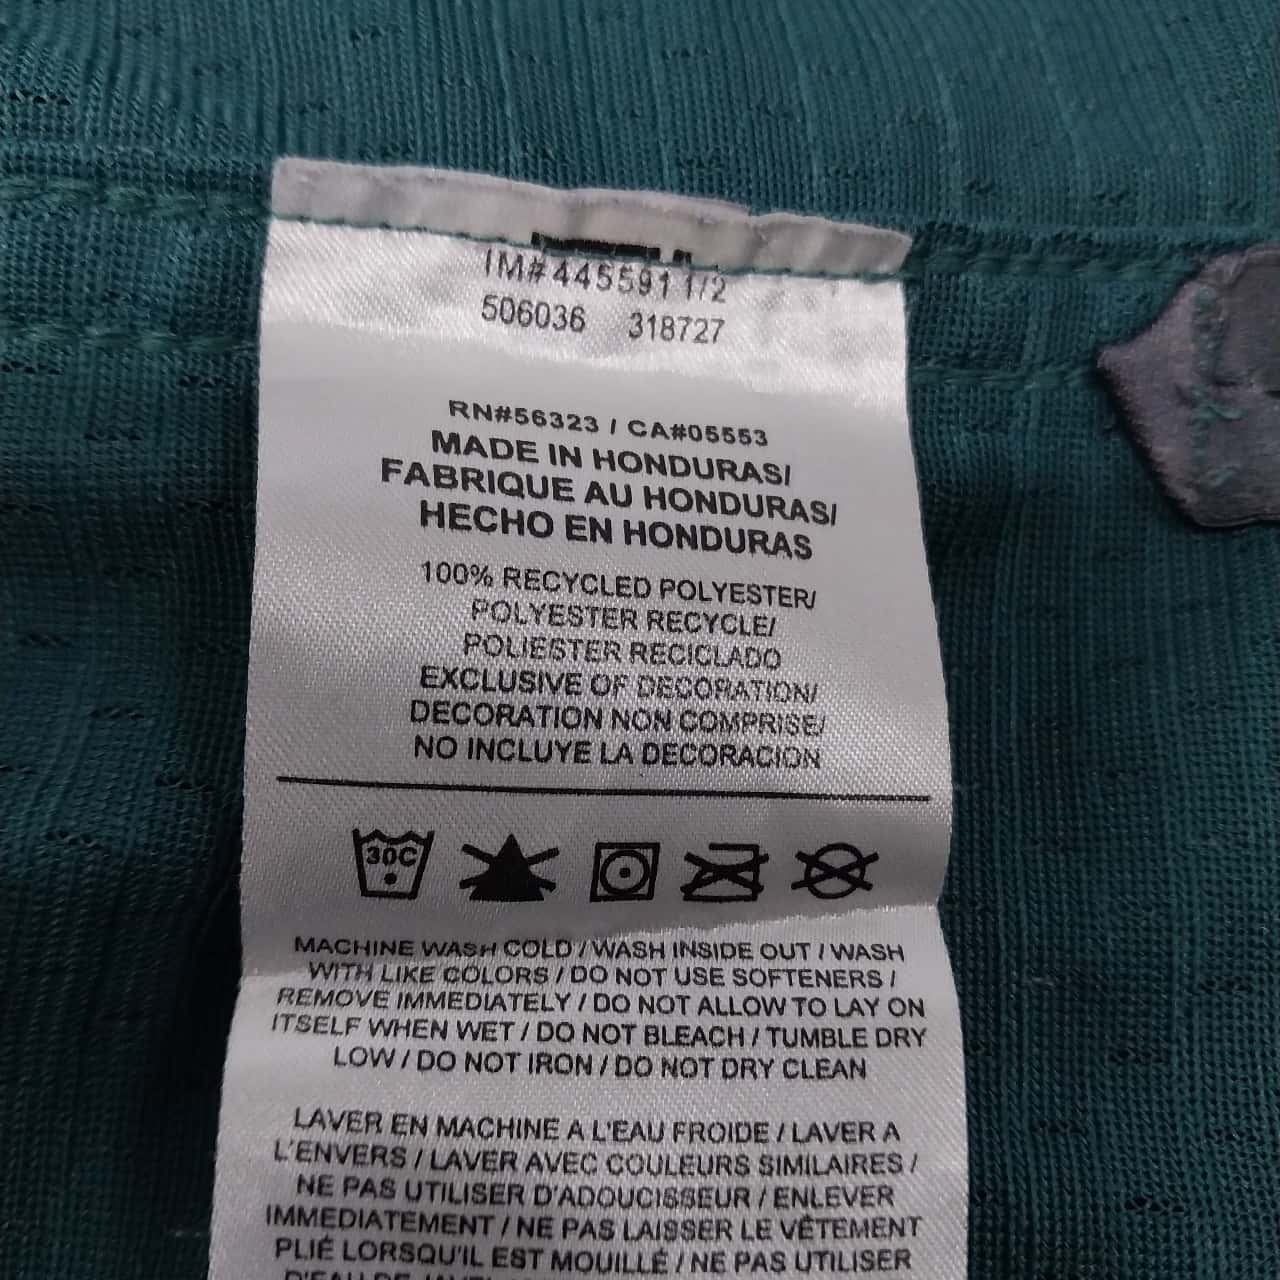 IM#445591 1/2
506036 318727
RN#56323 / CA#05553
MADE IN HONDURAS/
FABRIQUE AU HONDURAS/
HECHO EN HONDURAS
100% RECYCLED POLYESTER/
POLYESTER RECYCLE/
POLIESTER RECICLADO
EXCLUSIVE OF DECORATION/
DECORATION NON COMPRISE/
NO INCLUYE LA DECORACION
30C
MACHINE WASH COLD / WASH INSIDE OUT / WASH
WITH LIKE COLORS / DO NOT USE SOFTENERS /
REMOVE IMMEDIATELY / DO NOT ALLOW TO LAY ON
ITSELF WHEN WET / DO NOT BLEACH / TUMBLE DRY
LOW / DO NOT IRON / DO NOT DRY CLEAN
LAVER EN MACHINE A L'EAU FROIDE / LAVER A
L'ENVERS / LAVER AVEC COULEURS SIMILAIRES /
NE PAS UTILISER D'ADOUCISSEUR / ENLEVER
IMMEDIATEMENT / NE PAS LAISSER LE VÊTEMENT
PLIÉ LORSQU'IL EST MOUILLÉ / NE PAS UTILISER